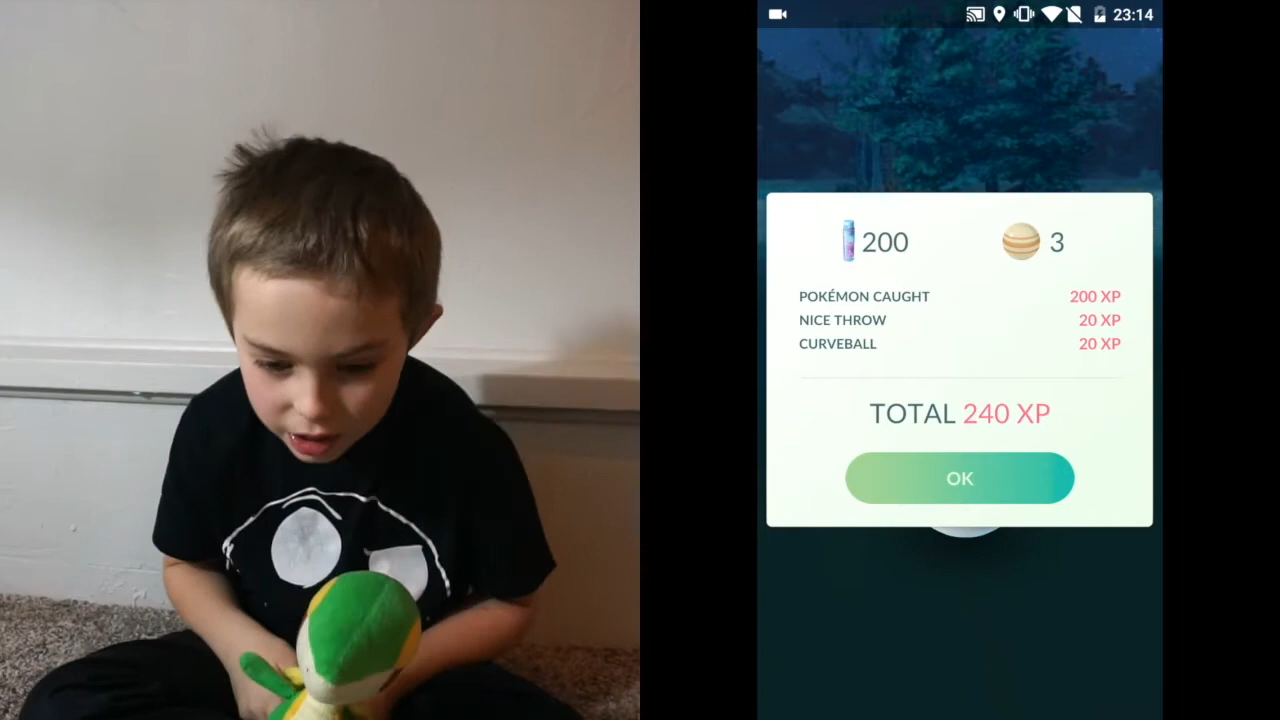 23:14
200 3
POKÉMON CAUGHT 200 XP
NICE THROW 20 XP
CURVEBALL 20 XP
TOTAL 240 XP
OK